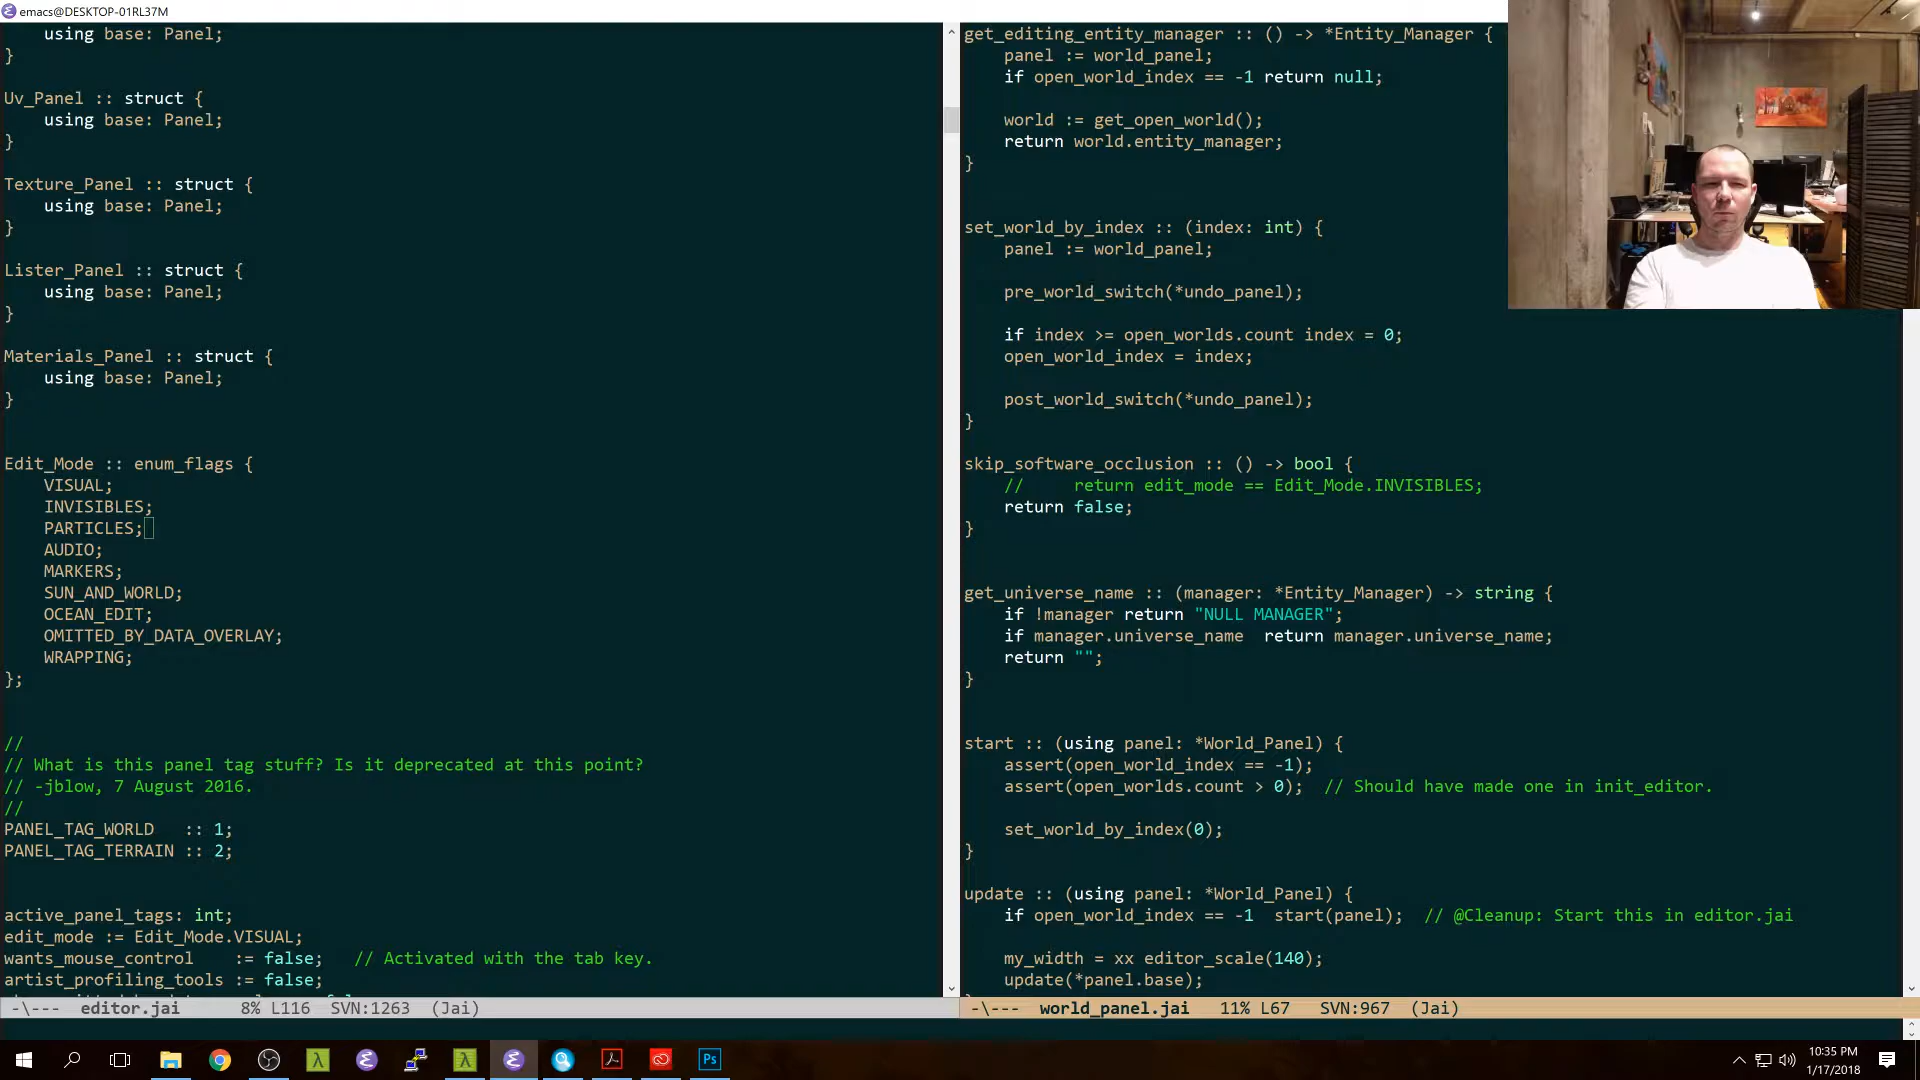 emacs@DESKTOP-01RL37M
using base: Panel;
}
Uv_Panel :: struct {
using base: Panel;
}
Texture_Panel :: struct {
using base: Panel;
}
Lister_Panel :: struct {
using base: Panel;
}
Materials_Panel :: struct {
using base: Panel;
}
Edit_Mode :: enum_flags {
VISUAL;
INVISIBLES;
PARTICLES;
AUDIO;
MARKERS;
SUN_AND_WORLD;
OCEAN_EDIT;
OMITTED_BY_DATA_OVERLAY;
WRAPPING;
};
//
// What is this panel tag stuff? Is it deprecated at this point?
// -jblow, 7 August 2016.
//
PANEL_TAG_WORLD   :: 1;
PANEL_TAG_TERRAIN :: 2;
active_panel_tags: int;
edit_mode := Edit_Mode.VISUAL;
wants_mouse_control    := false;   // Activated with the tab key.
artist_profiling_tools := false;
-\---  editor.jai      8% L116  SVN:1263  (Jai)
get_editing_entity_manager :: () -> *Entity_Manager {
panel := world_panel;
if open_world_index == -1 return null;
world := get_open_world();
return world.entity_manager;
}
set_world_by_index :: (index: int) {
panel := world_panel;
pre_world_switch(*undo_panel);
if index >= open_worlds.count index = 0;
open_world_index = index;
post_world_switch(*undo_panel);
}
skip_software_occlusion :: () -> bool {
//     return edit_mode == Edit_Mode.INVISIBLES;
return false;
}
get_universe_name :: (manager: *Entity_Manager) -> string {
if !manager return "NULL MANAGER";
if manager.universe_name  return manager.universe_name;
return "";
}
start :: (using panel: *World_Panel) {
assert(open_world_index == -1);
assert(open_worlds.count > 0);  // Should have made one in init_editor.
set_world_by_index(0);
}
update :: (using panel: *World_Panel) {
if open_world_index == -1  start(panel);  // @Cleanup: Start this in editor.jai
my_width = xx editor_scale(140);
update(*panel.base);
-\---  world_panel.jai   11% L67   SVN:967  (Jai)
Ps
10:35 PM
1/17/2018